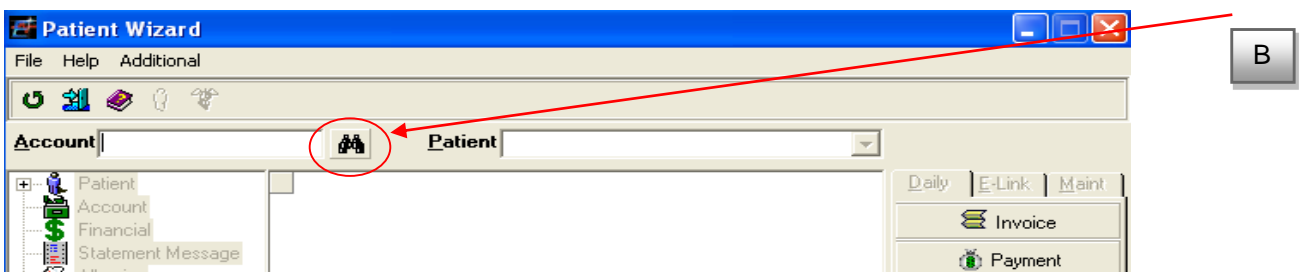 Patient Wizard
B
File Help Additional
Account Patient
Patient
Account
Financial
Statement Message
Daily E-Link Maint
Invoice
Payment